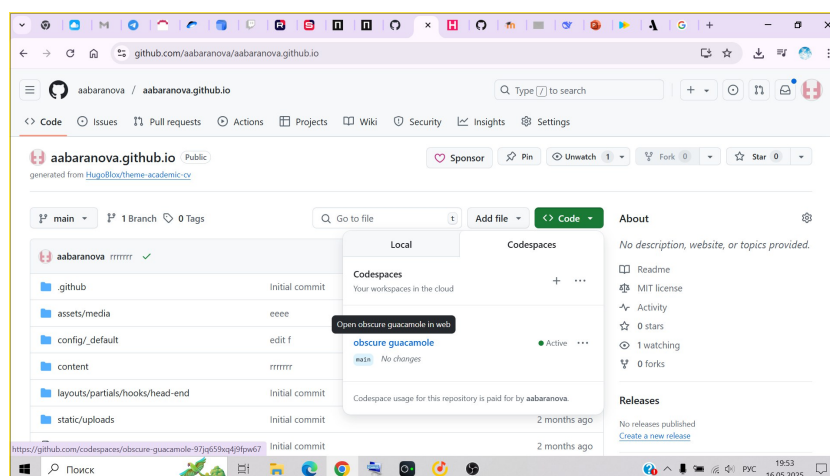 github.com/aabaranova/aabaranova.github.io
aabaranova / aabaranova.github.io
Type / to search
<> Code Issues Pull requests Actions Projects Wiki Security Insights Settings
aabaranova.github.io Public
Sponsor Pin Unwatch 1 Fork 0 Star 0
generated from HugoBlox/theme-academic-cv
main 1 Branch 0 Tags Go to file t Add file <> Code
About
No description, website, or topics provided.
Readme
MIT license
Activity
0 stars
1 watching
0 forks
Releases
No releases published
Create a new release
aabaranova rrrrrrr
.github Initial commit
assets/media eeee
config/_default edit f
content rrrrrrr
layouts/partials/hooks/head-end Initial commit
static/uploads Initial commit 2 months ago
Initial commit 2 months ago
Local Codespaces
Codespaces
Your workspaces in the cloud
Open obscure guacamole in web
obscure guacamole Active
main No changes
Codespace usage for this repository is paid for by aabaranova.
https://github.com/codespaces/obscure-guacamole-97jq659xq4j9fpw67
Поиск
РУС
19:53
16.05.2025